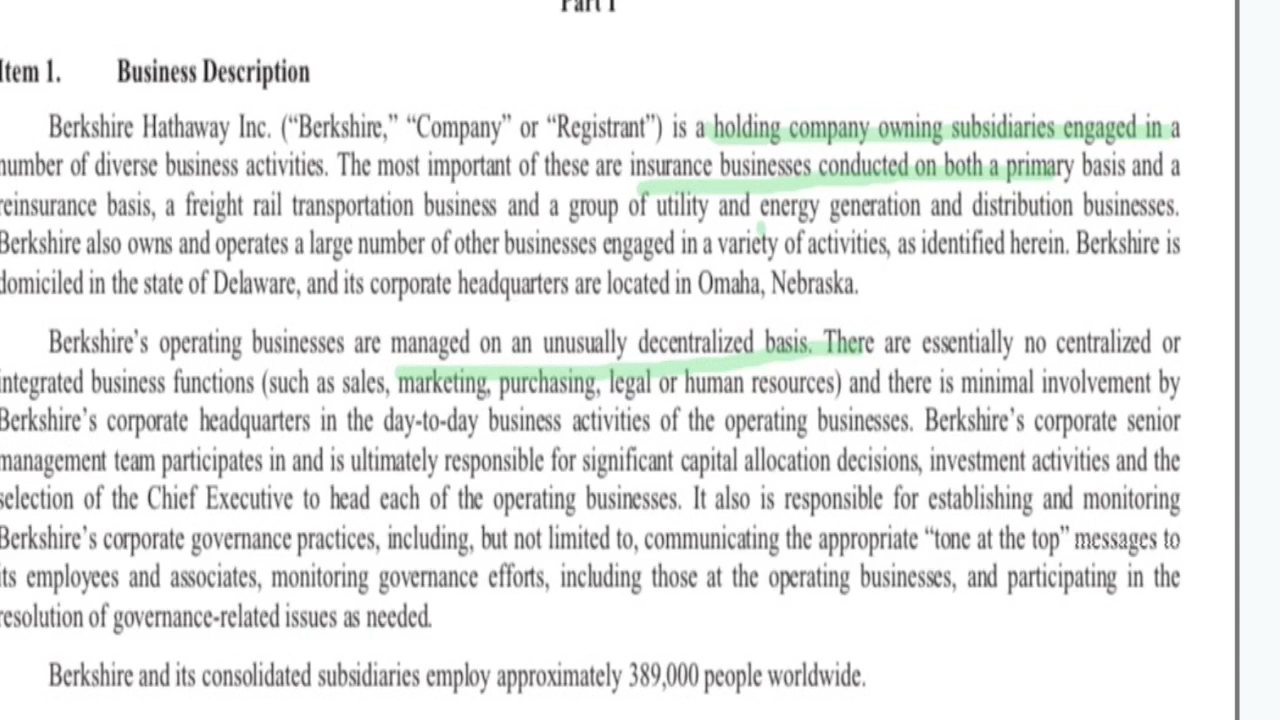 Part I
Item 1. Business Description
Berkshire Hathaway Inc. (“Berkshire,” “Company” or “Registrant”) is a holding company owning subsidiaries engaged in a
number of diverse business activities. The most important of these are insurance businesses conducted on both a primary basis and a
reinsurance basis, a freight rail transportation business and a group of utility and energy generation and distribution businesses.
Berkshire also owns and operates a large number of other businesses engaged in a variety of activities, as identified herein. Berkshire is
domiciled in the state of Delaware, and its corporate headquarters are located in Omaha, Nebraska.
Berkshire’s operating businesses are managed on an unusually decentralized basis. There are essentially no centralized or
integrated business functions (such as sales, marketing, purchasing, legal or human resources) and there is minimal involvement by
Berkshire’s corporate headquarters in the day-to-day business activities of the operating businesses. Berkshire’s corporate senior
management team participates in and is ultimately responsible for significant capital allocation decisions, investment activities and the
selection of the Chief Executive to head each of the operating businesses. It also is responsible for establishing and monitoring
Berkshire’s corporate governance practices, including, but not limited to, communicating the appropriate “tone at the top” messages to
its employees and associates, monitoring governance efforts, including those at the operating businesses, and participating in the
resolution of governance-related issues as needed.
Berkshire and its consolidated subsidiaries employ approximately 389,000 people worldwide.